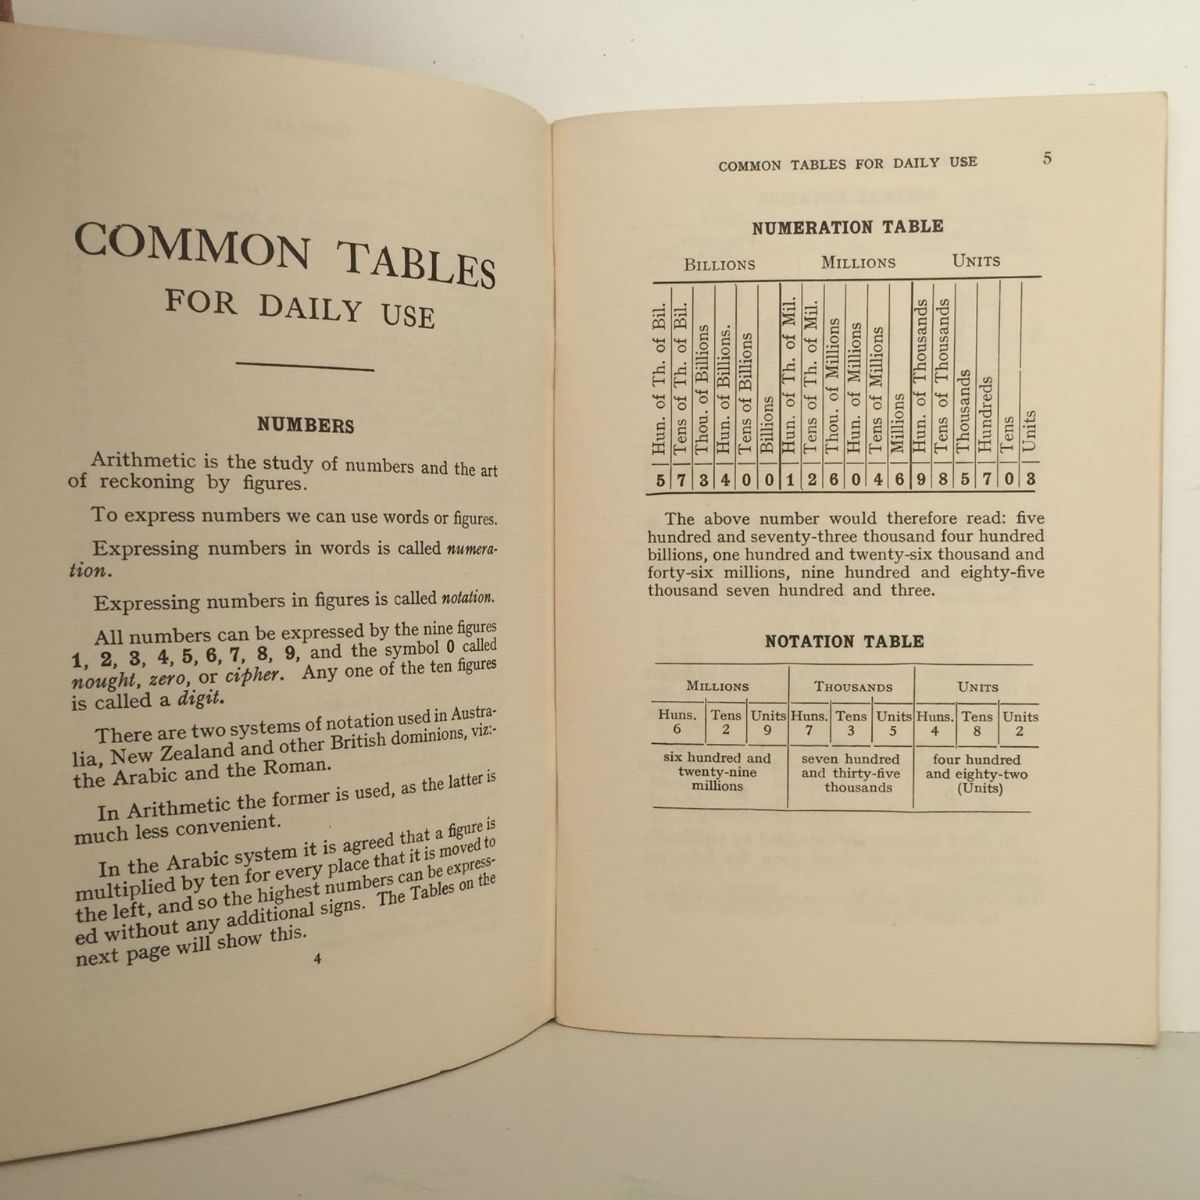 COMMON TABLES
FOR DAILY USE
NUMBERS
Arithmetic is the study of numbers and the art
of reckoning by figures.
To express numbers we can use words or figures.
Expressing numbers in words is called numera-
tion.
Expressing numbers in figures is called notation.
All numbers can be expressed by the nine figures
1, 2, 3, 4, 5, 6, 7, 8, 9, and the symbol 0 called
nought, zero, or cipher. Any one of the ten figures
is called a digit.
There are two systems of notation used in Austra-
lia, New Zealand and other British dominions, viz:-
the Arabic and the Roman.
In Arithmetic the former is used, as the latter is
much less convenient.
In the Arabic system it is agreed that a figure is
multiplied by ten for every place that it is moved to
the left, and so the highest numbers can be express-
ed without any additional signs. The Tables on the
next page will show this.
4
COMMON TABLES FOR DAILY USE 5
NUMERATION TABLE
BILLIONS MILLIONS UNITS
Hun. of Th. of Bil.
Tens of Th. of Bil.
Thou. of Billions
Hun. of Billions.
Tens of Billions
Billions
Hun. of Th. of Mil.
Tens of Th. of Mil.
Thou. of Millions
Hun. of Millions
Tens of Millions
Millions
Hun. of Thousands
Tens of Thousands
Thousands
Hundreds
Tens
Units
5 7 3 4 0 0 1 2 6 0 4 6 9 8 5 7 0 3
The above number would therefore read: five
hundred and seventy-three thousand four hundred
billions, one hundred and twenty-six thousand and
forty-six millions, nine hundred and eighty-five
thousand seven hundred and three.
NOTATION TABLE
MILLIONS THOUSANDS UNITS
Huns. Tens Units Huns. Tens Units Huns. Tens Units
6 2 9 7 3 5 4 8 2
six hundred and seven hundred four hundred
twenty-nine and thirty-five and eighty-two
millions thousands (Units)